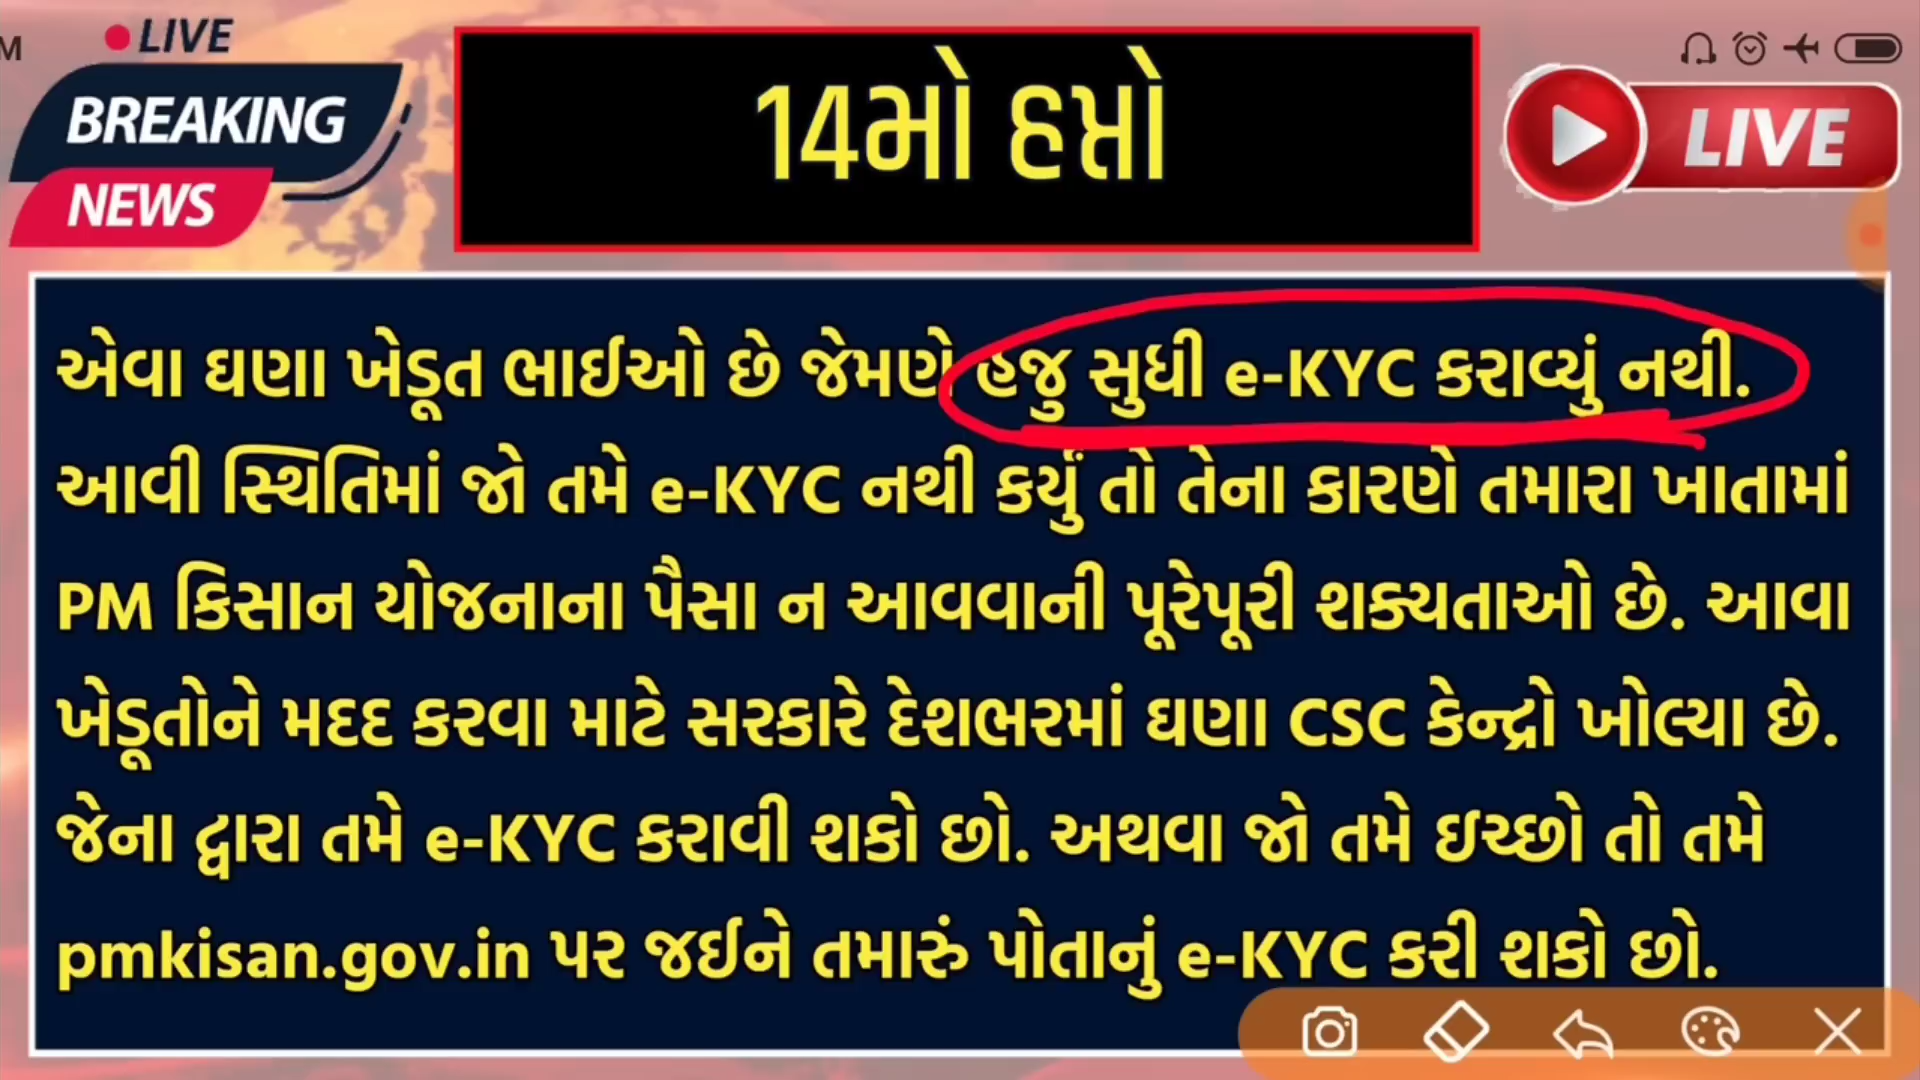 M
LIVE
BREAKING
NEWS
14મો હપ્તો
LIVE
એવા ઘણા ખેડૂત ભાઈઓ છે જેમણે હજુ સુધી e-KYC કરાવ્યું નથી.
આવી સ્થિતિમાં જો તમે e-KYC નથી કર્યું તો તેના કારણે તમારા ખાતામાં
PM કિસાન યોજનાના પૈસા ન આવવાની પૂરેપૂરી શક્યતાઓ છે. આવા
ખેડૂતોને મદદ કરવા માટે સરકારે દેશભરમાં ઘણા CSC કેન્દ્રો ખોલ્યા છે.
જેના દ્વારા તમે e-KYC કરાવી શકો છો. અથવા જો તમે ઇચ્છો તો તમે
pmkisan.gov.in પર જઈને તમારું પોતાનું e-KYC કરી શકો છો.